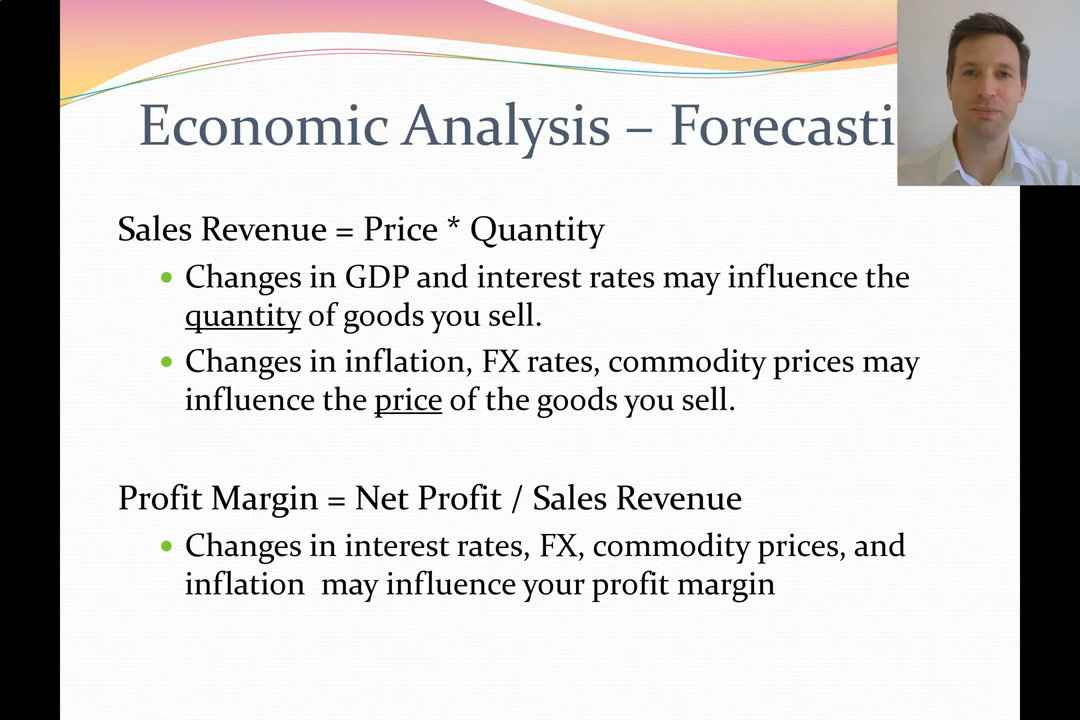 Economic Analysis – Forecasti
Sales Revenue = Price * Quantity
• Changes in GDP and interest rates may influence the
quantity of goods you sell.
• Changes in inflation, FX rates, commodity prices may
influence the price of the goods you sell.
Profit Margin = Net Profit / Sales Revenue
• Changes in interest rates, FX, commodity prices, and
inflation  may influence your profit margin